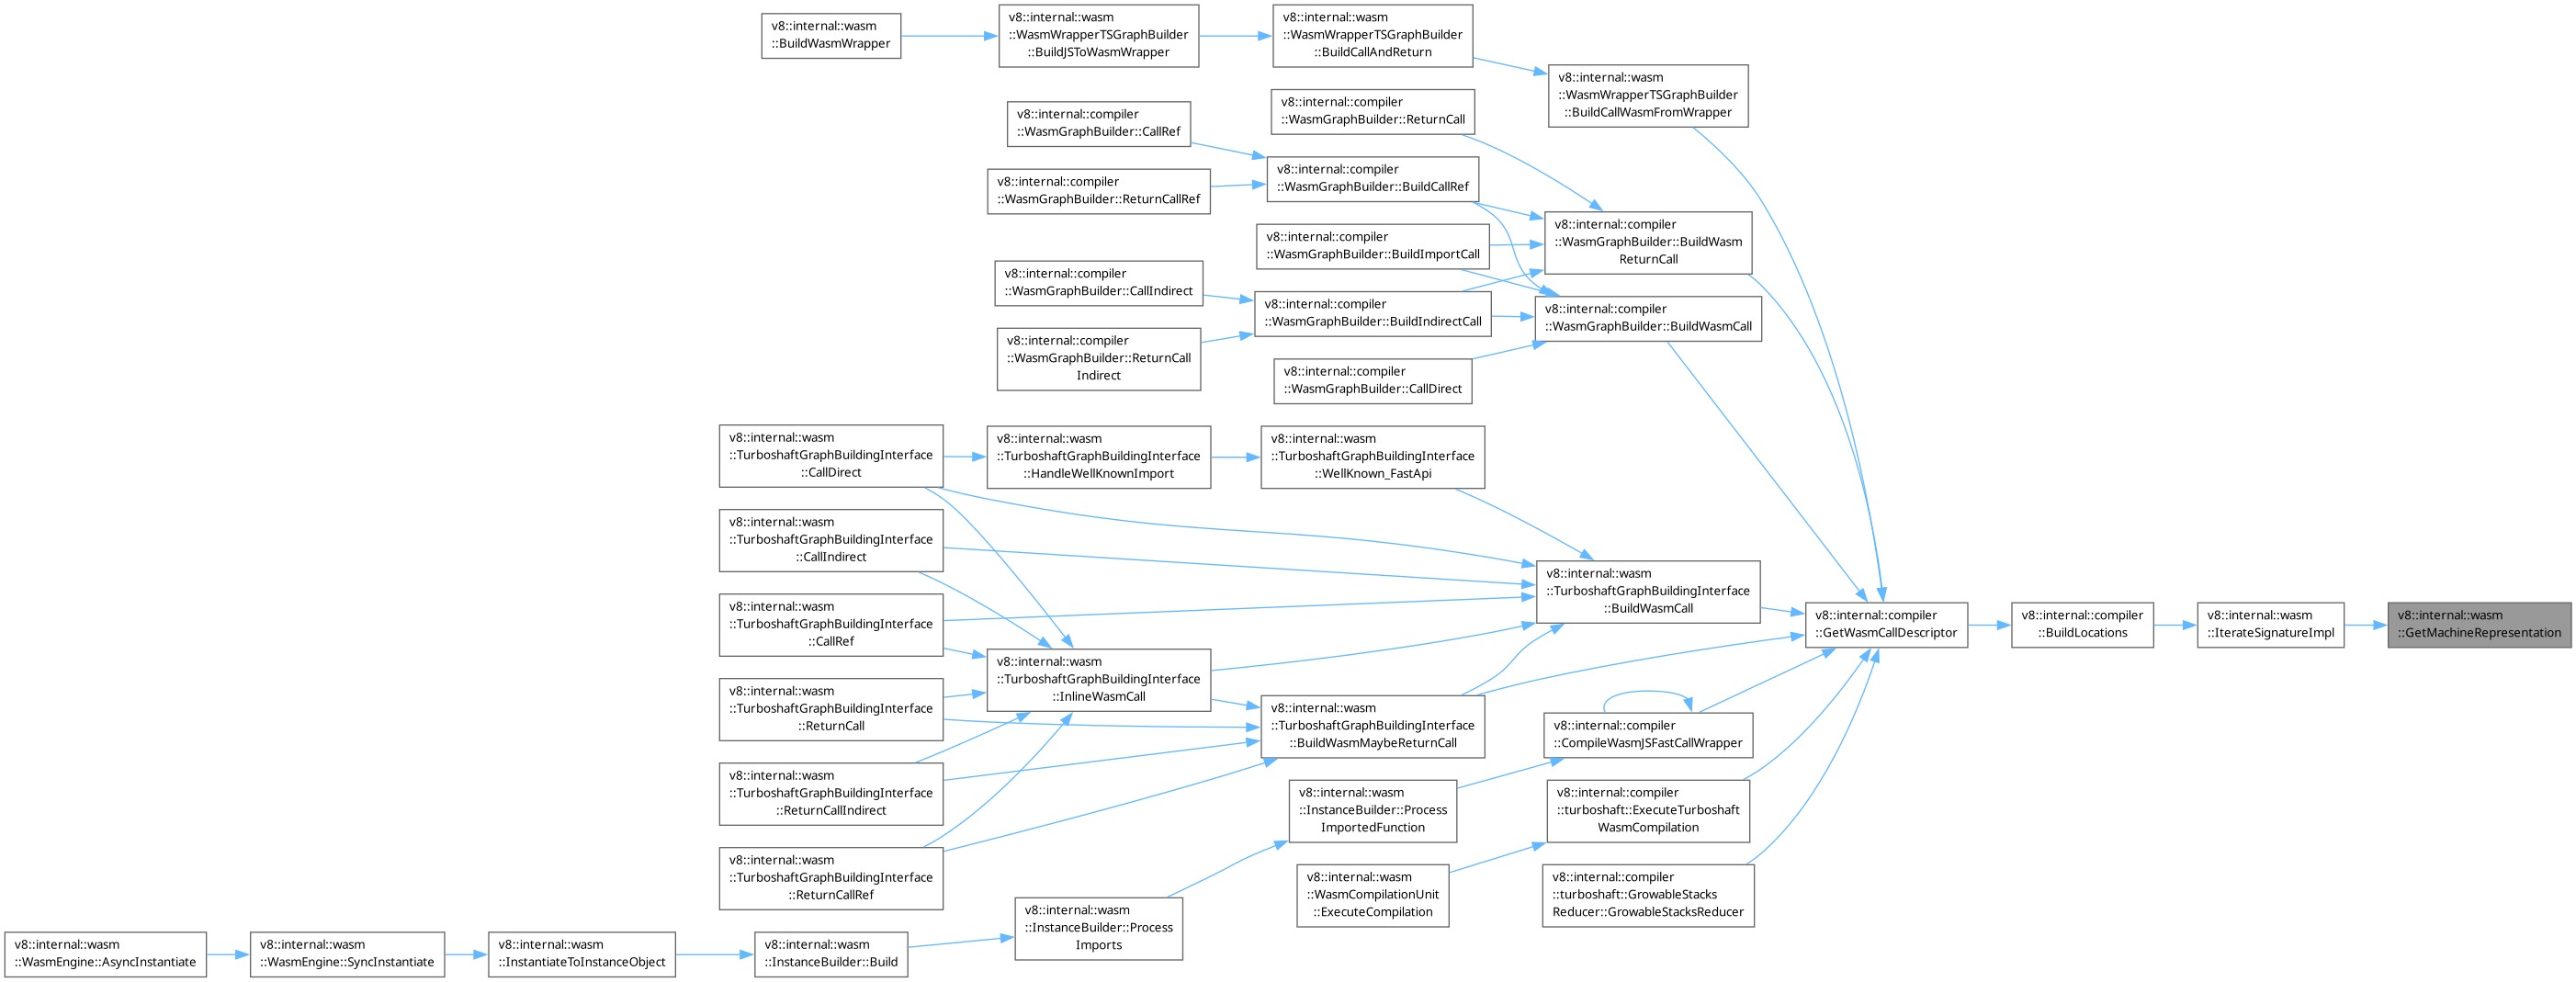 v8::internal::wasm
::BuildWasmWrapper
v8::internal::wasm
::WasmWrapperTSGraphBuilder
::BuildJSToWasmWrapper
v8::internal::wasm
::WasmWrapperTSGraphBuilder
::BuildCallAndReturn
v8::internal::wasm
::WasmWrapperTSGraphBuilder
::BuildCallWasmFromWrapper
v8::internal::compiler
::WasmGraphBuilder::CallRef
v8::internal::compiler
::WasmGraphBuilder::ReturnCall
v8::internal::compiler
::WasmGraphBuilder::ReturnCallRef
v8::internal::compiler
::WasmGraphBuilder::BuildCallRef
v8::internal::compiler
::WasmGraphBuilder::BuildWasm
ReturnCall
v8::internal::compiler
::WasmGraphBuilder::BuildImportCall
v8::internal::compiler
::WasmGraphBuilder::CallIndirect
v8::internal::compiler
::WasmGraphBuilder::BuildIndirectCall
v8::internal::compiler
::WasmGraphBuilder::BuildWasmCall
v8::internal::compiler
::WasmGraphBuilder::ReturnCall
Indirect
v8::internal::compiler
::WasmGraphBuilder::CallDirect
v8::internal::wasm
::TurboshaftGraphBuildingInterface
::CallDirect
v8::internal::wasm
::TurboshaftGraphBuildingInterface
::HandleWellKnownImport
v8::internal::wasm
::TurboshaftGraphBuildingInterface
::WellKnown_FastApi
v8::internal::wasm
::TurboshaftGraphBuildingInterface
::CallIndirect
v8::internal::wasm
::TurboshaftGraphBuildingInterface
::BuildWasmCall
v8::internal::wasm
::TurboshaftGraphBuildingInterface
::CallRef
v8::internal::compiler
::GetWasmCallDescriptor
v8::internal::compiler
::BuildLocations
v8::internal::wasm
::IterateSignatureImpl
v8::internal::wasm
::GetMachineRepresentation
v8::internal::wasm
::TurboshaftGraphBuildingInterface
::InlineWasmCall
v8::internal::wasm
::TurboshaftGraphBuildingInterface
::ReturnCall
v8::internal::wasm
::TurboshaftGraphBuildingInterface
::BuildWasmMaybeReturnCall
v8::internal::compiler
::CompileWasmJSFastCallWrapper
v8::internal::wasm
::TurboshaftGraphBuildingInterface
::ReturnCallIndirect
v8::internal::wasm
::InstanceBuilder::Process
ImportedFunction
v8::internal::compiler
::turboshaft::ExecuteTurboshaft
WasmCompilation
v8::internal::wasm
::TurboshaftGraphBuildingInterface
::ReturnCallRef
v8::internal::wasm
::WasmCompilationUnit
::ExecuteCompilation
v8::internal::compiler
::turboshaft::GrowableStacks
Reducer::GrowableStacksReducer
v8::internal::wasm
::WasmEngine::AsyncInstantiate
v8::internal::wasm
::WasmEngine::SyncInstantiate
v8::internal::wasm
::InstantiateToInstanceObject
v8::internal::wasm
::InstanceBuilder::Build
v8::internal::wasm
::InstanceBuilder::Process
Imports